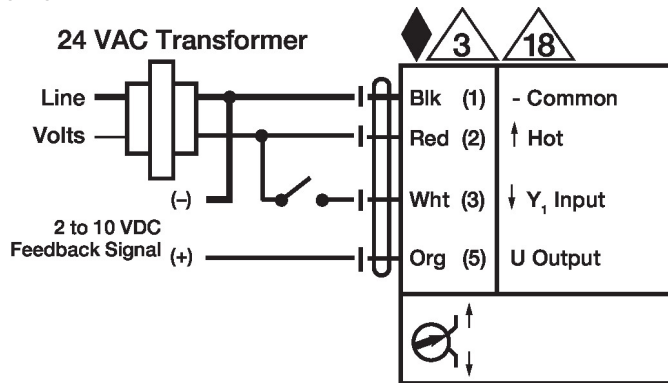 3 18
24 VAC Transformer
Line
Volts
Blk (1) - Common
Red (2) Hot
(–) Wht (3) Y1 Input
2 to 10 VDC
Feedback Signal (+) Org (5) U Output